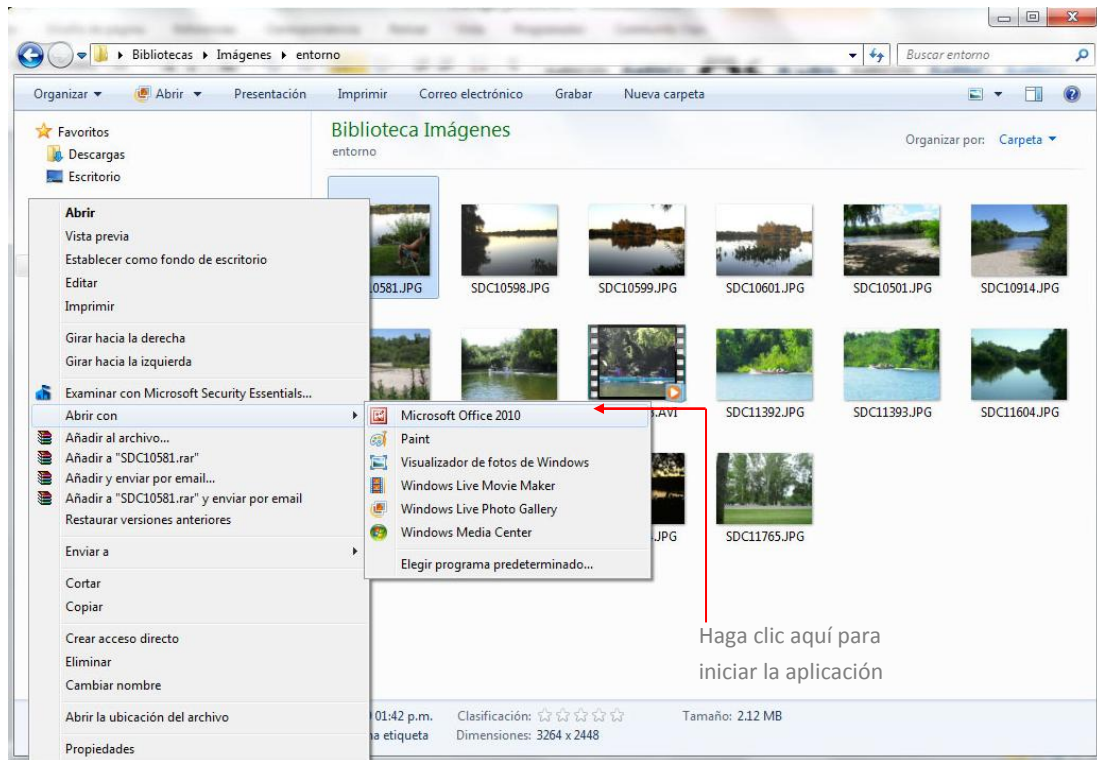 Bibliotecas ▸ Imágenes ▸ entorno
Buscar entorno
Organizar Abrir Presentación Imprimir Correo electrónico Grabar Nueva carpeta
Favoritos
Descargas
Escritorio
Biblioteca Imágenes
entorno
Organizar por: Carpeta
0581.JPG SDC10598.JPG SDC10599.JPG SDC10601.JPG SDC10501.JPG SDC10914.JPG
.AVI SDC11392.JPG SDC11393.JPG SDC11604.JPG
.JPG SDC11765.JPG
Abrir
Vista previa
Establecer como fondo de escritorio
Editar
Imprimir
Girar hacia la derecha
Girar hacia la izquierda
Examinar con Microsoft Security Essentials...
Abrir con
Añadir al archivo...
Añadir a "SDC10581.rar"
Añadir y enviar por email...
Añadir a "SDC10581.rar" y enviar por email
Restaurar versiones anteriores
Enviar a
Cortar
Copiar
Crear acceso directo
Eliminar
Cambiar nombre
Abrir la ubicación del archivo
Propiedades
Microsoft Office 2010
Paint
Visualizador de fotos de Windows
Windows Live Movie Maker
Windows Live Photo Gallery
Windows Media Center
Elegir programa predeterminado...
Haga clic aquí para
iniciar la aplicación
01:42 p.m. Clasificación: Tamaño: 2.12 MB
etiqueta Dimensiones: 3264 x 2448